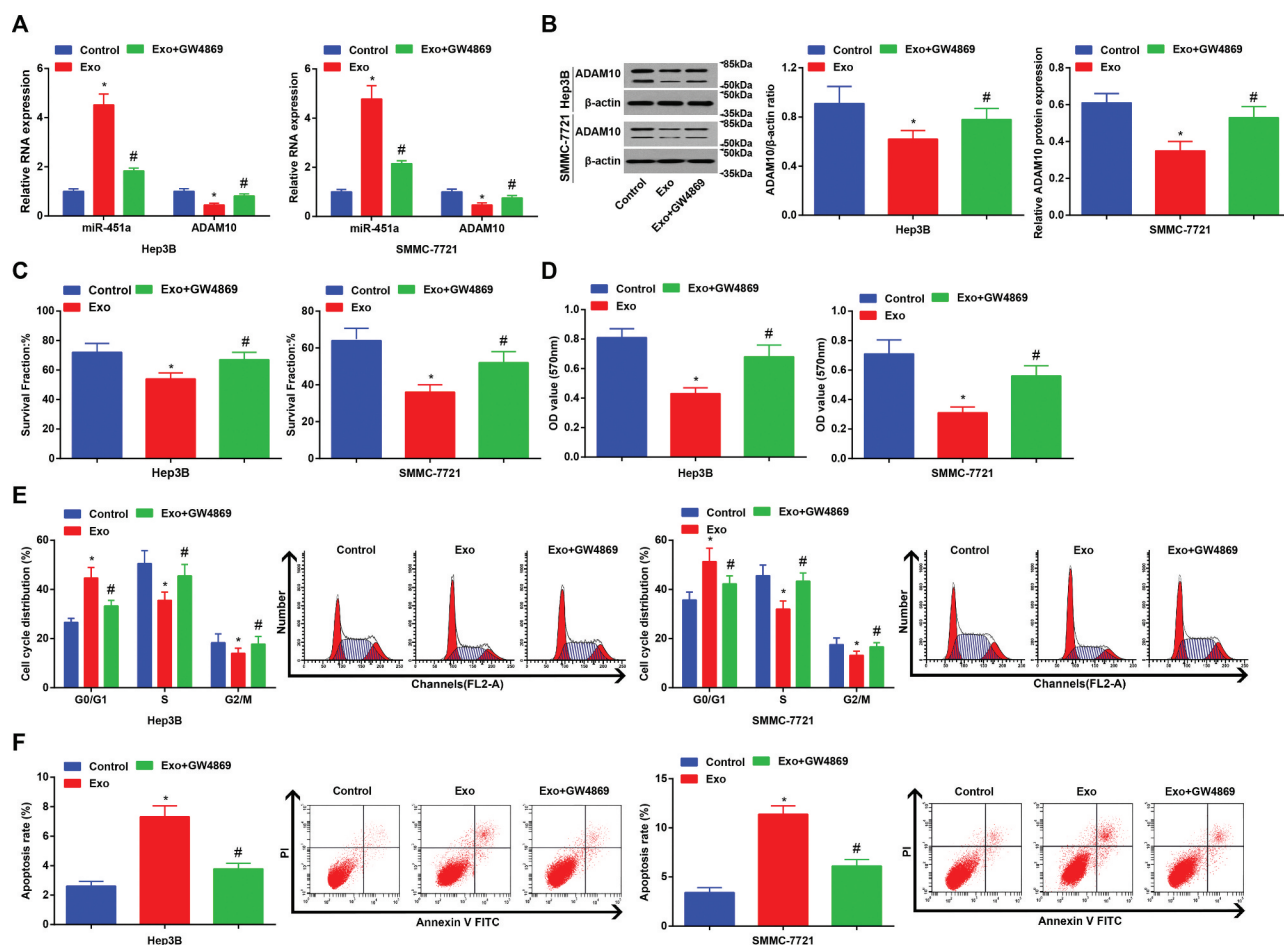 A
Control
Exo+GW4869
Exo
Relative RNA expression
6
4
2
0
miR-451a
ADAM10
Hep3B
Control
Exo+GW4869
Exo
Relative RNA expression
6
4
2
0
miR-451a
ADAM10
SMMC-7721
* # * #
* # * #
B
Hep3B
ADAM10
85kDa
50kDa
β-actin
50kDa
35kDa
SMMC-7721
ADAM10
85kDa
50kDa
β-actin
50kDa
35kDa
Control
Exo
Exo+GW4869
Control
Exo+GW4869
Exo
ADAM10/β-actin ratio
1.2
0.9
0.6
0.3
0.0
* #
Hep3B
Control
Exo+GW4869
Exo
Relative ADAM10 protein expression
0.8
0.6
0.4
0.2
0.0
* #
SMMC-7721
C
Control
Exo+GW4869
Exo
Survival Fraction:%
100
80
60
40
20
0
* #
Hep3B
Control
Exo+GW4869
Exo
Survival Fraction:%
80
60
40
20
0
* #
SMMC-7721
D
Control
Exo+GW4869
Exo
OD value (570nm)
1.0
0.8
0.6
0.4
0.2
0.0
* #
Hep3B
Control
Exo+GW4869
Exo
OD value (570nm)
1.0
0.8
0.6
0.4
0.2
0.0
* #
SMMC-7721
E
Control
Exo+GW4869
Exo
Cell cycle distribution (%)
60
40
20
0
* # * # * #
G0/G1
S
G2/M
Hep3B
Control
Exo
Exo+GW4869
Number
Channels(FL2-A)
Control
Exo+GW4869
Exo
Cell cycle distribution (%)
60
40
20
0
* # * # * #
G0/G1
S
G2/M
SMMC-7721
Control
Exo
Exo+GW4869
Number
Channels(FL2-A)
F
Control
Exo+GW4869
Exo
Apoptosis rate (%)
10
8
6
4
2
0
* #
Hep3B
Control
Exo
Exo+GW4869
PI
Annexin V FITC
Control
Exo+GW4869
Exo
Apoptosis rate (%)
15
10
5
0
* #
SMMC-7721
Control
Exo
Exo+GW4869
PI
Annexin V FITC